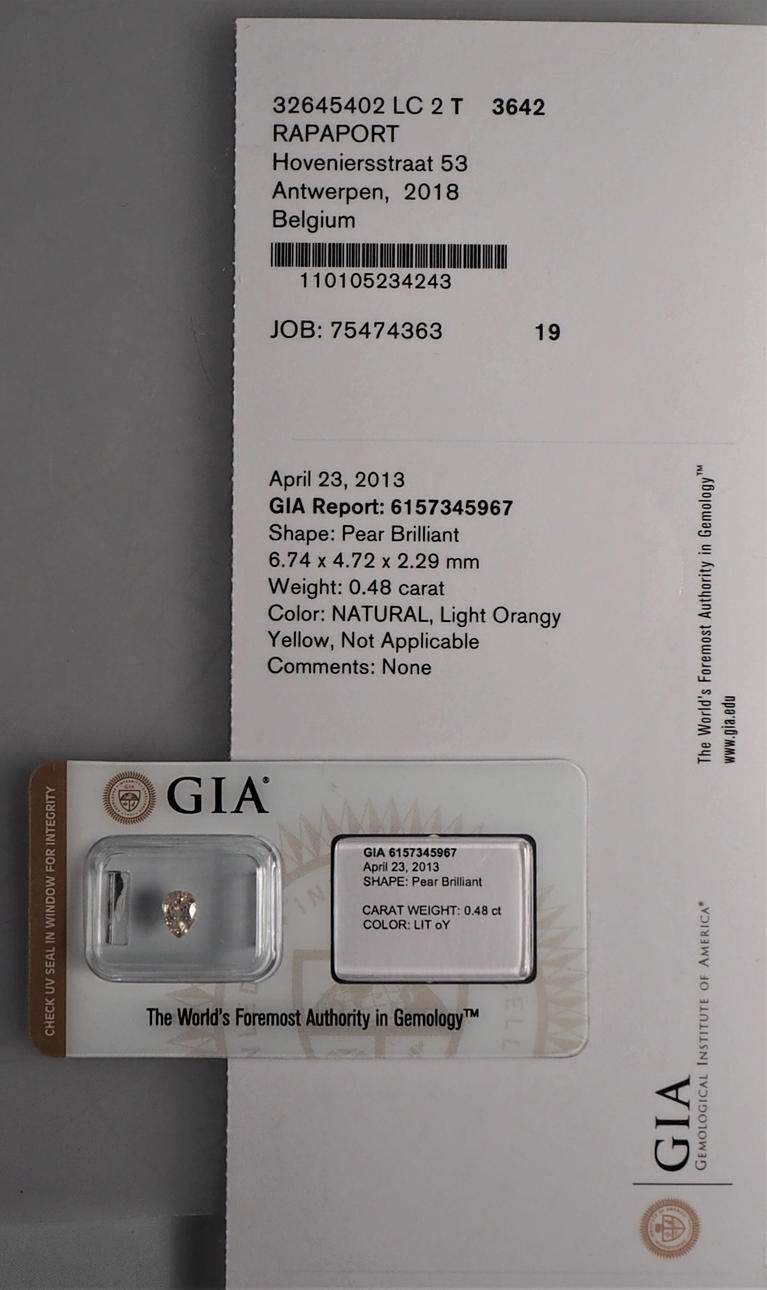 32645402 LC 2 T 3642
RAPAPORT
Hoveniersstraat 53
Antwerpen, 2018
Belgium
110105234243
JOB: 75474363 19
April 23, 2013
GIA Report: 6157345967
Shape: Pear Brilliant
6.74 x 4.72 x 2.29 mm
Weight: 0.48 carat
Color: NATURAL, Light Orangy
Yellow, Not Applicable
Comments: None
The World's Foremost Authority in Gemology™
www.gia.edu
CHECK UV SEAL IN WINDOW FOR INTEGRITY
GIA®
GIA 6157345967
April 23, 2013
SHAPE: Pear Brilliant
CARAT WEIGHT: 0.48 ct
COLOR: LIT oY
The World's Foremost Authority in Gemology™
GIA
GEMOLOGICAL INSTITUTE OF AMERICA®